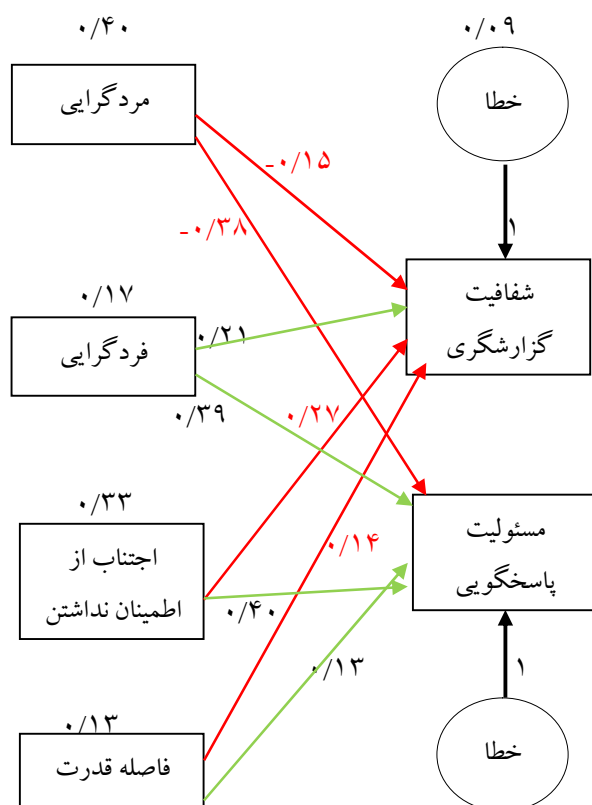 ۰/۴۰
۰/۰۹
مردگرایی
خطا
-۰/۱۵
-۰/۳۸
۱
۰/۱۷
شفافیت
گزارشگری
فردگرایی
۰/۲۱
۰/۳۹
۰/۲۷
۰/۳۳
اجتناب از
اطمینان نداشتن
مسئولیت
پاسخگویی
۰/۱۴
۰/۴۰
۰/۱۳
۱
۰/۱۳
فاصله قدرت
خطا